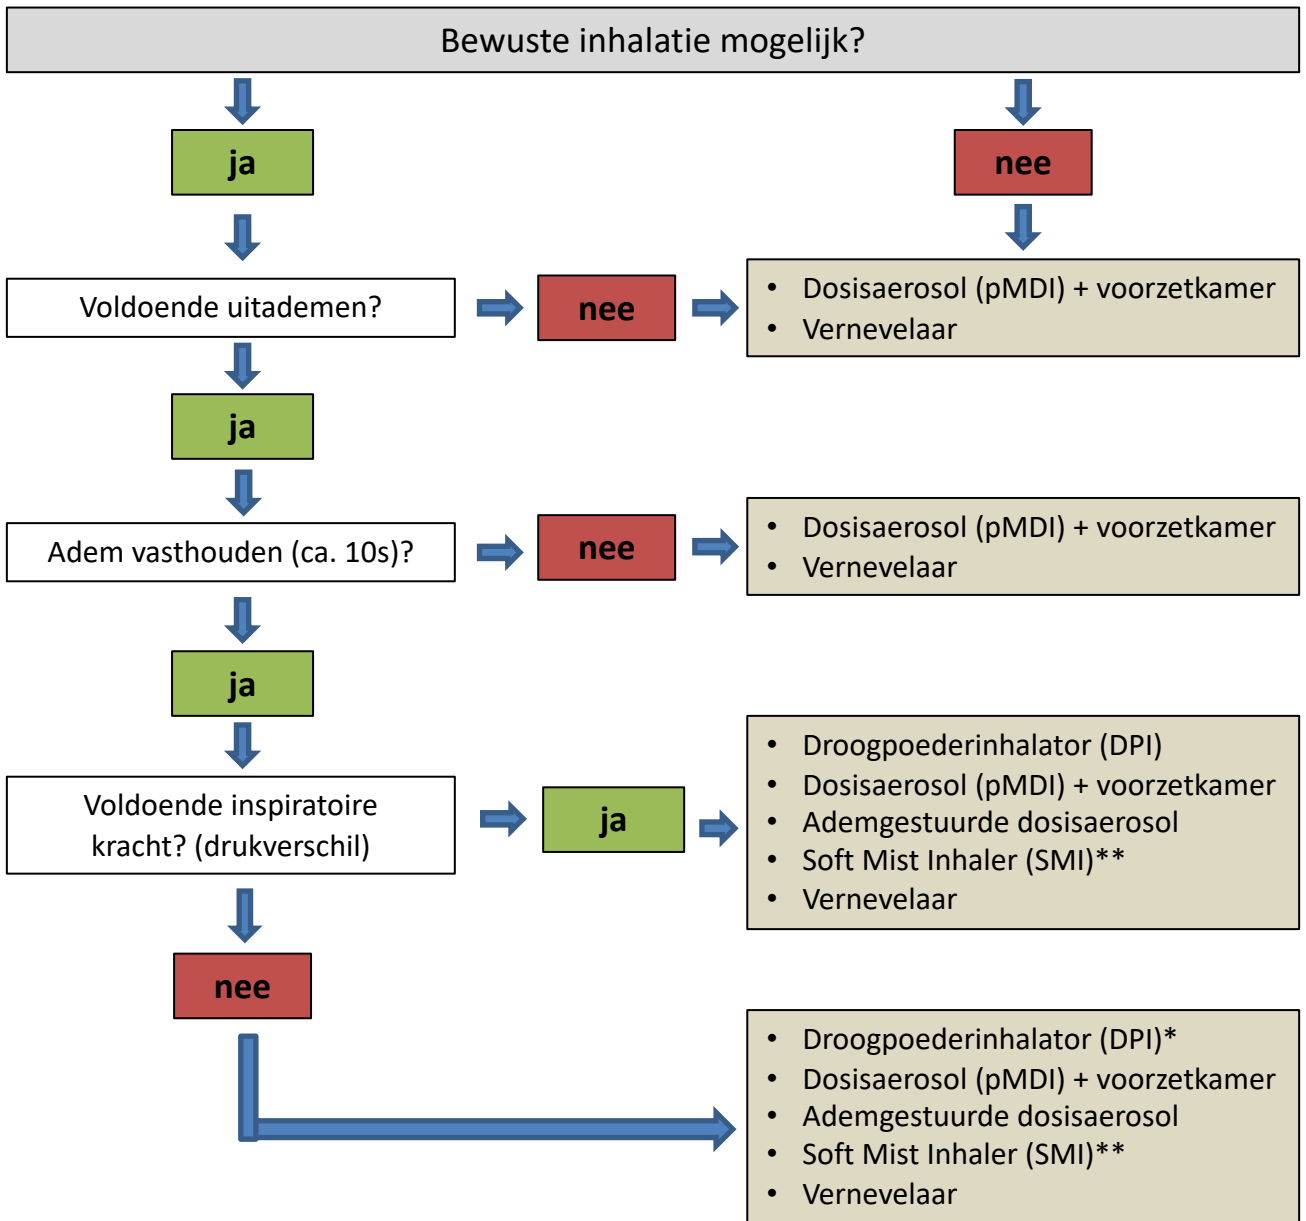 Bewuste inhalatie mogelijk?
ja
nee
Voldoende uitademen?
nee
• Dosisaerosol (pMDI) + voorzetkamer
• Vernevelaar
ja
Adem vasthouden (ca. 10s)?
nee
• Dosisaerosol (pMDI) + voorzetkamer
• Vernevelaar
ja
Voldoende inspiratoire
kracht? (drukverschil)
ja
• Droogpoederinhalator (DPI)
• Dosisaerosol (pMDI) + voorzetkamer
• Ademgestuurde dosisaerosol
• Soft Mist Inhaler (SMI)**
• Vernevelaar
nee
• Droogpoederinhalator (DPI)*
• Dosisaerosol (pMDI) + voorzetkamer
• Ademgestuurde dosisaerosol
• Soft Mist Inhaler (SMI)**
• Vernevelaar